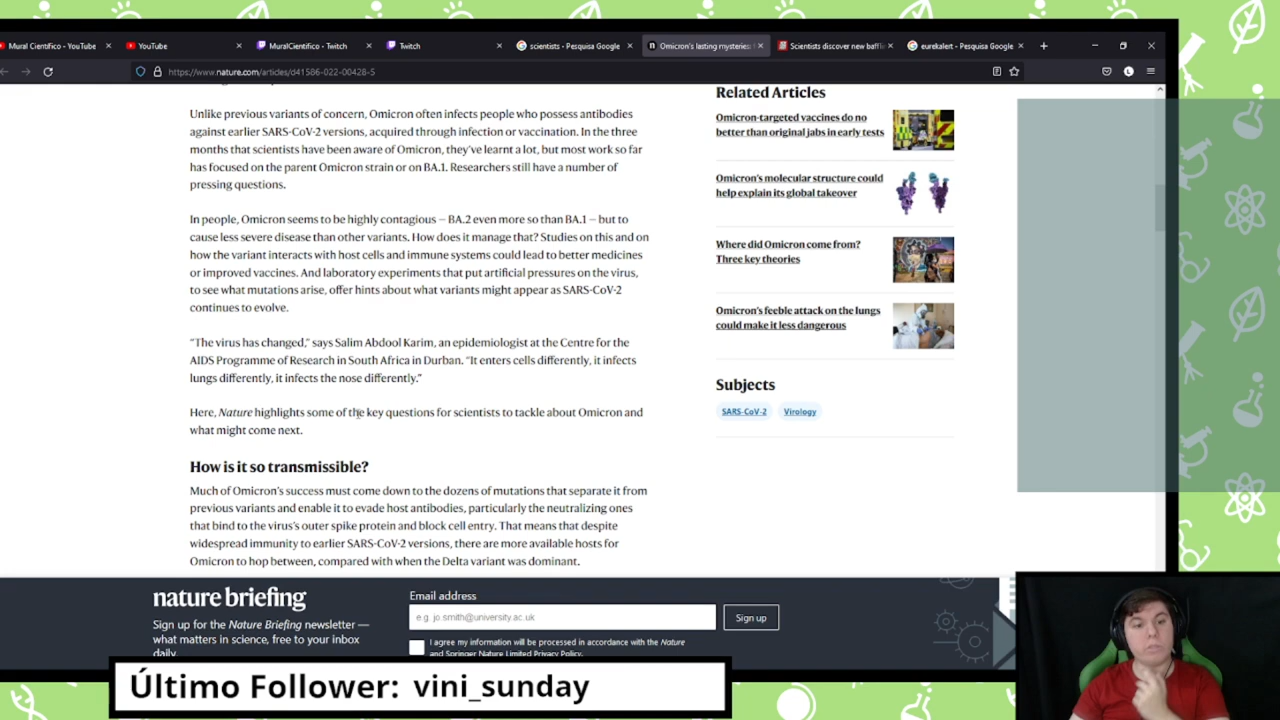 Mural Científico - YouTube
YouTube
MuralCientifico - Twitch
Twitch
scientists - Pesquisa Google
Omicron's lasting mysteries:
Scientists discover new baffl
eurekalert - Pesquisa Google
https://www.nature.com/articles/d41586-022-00428-5
Unlike previous variants of concern, Omicron often infects people who possess antibodies
against earlier SARS-CoV-2 versions, acquired through infection or vaccination. In the three
months that scientists have been aware of Omicron, they've learnt a lot, but most work so far
has focused on the parent Omicron strain or on BA.1. Researchers still have a number of
pressing questions.
In people, Omicron seems to be highly contagious — BA.2 even more so than BA.1 — but to
cause less severe disease than other variants. How does it manage that? Studies on this and on
how the variant interacts with host cells and immune systems could lead to better medicines
or improved vaccines. And laboratory experiments that put artificial pressures on the virus,
to see what mutations arise, offer hints about what variants might appear as SARS-CoV-2
continues to evolve.
“The virus has changed,” says Salim Abdool Karim, an epidemiologist at the Centre for the
AIDS Programme of Research in South Africa in Durban. “It enters cells differently, it infects
lungs differently, it infects the nose differently.”
Here, Nature highlights some of the key questions for scientists to tackle about Omicron and
what might come next.
How is it so transmissible?
Much of Omicron's success must come down to the dozens of mutations that separate it from
previous variants and enable it to evade host antibodies, particularly the neutralizing ones
that bind to the virus's outer spike protein and block cell entry. That means that despite
widespread immunity to earlier SARS-CoV-2 versions, there are more available hosts for
Omicron to hop between, compared with when the Delta variant was dominant.
Related Articles
Omicron-targeted vaccines do no
better than original jabs in early tests
Omicron's molecular structure could
help explain its global takeover
Where did Omicron come from?
Three key theories
Omicron's feeble attack on the lungs
could make it less dangerous
Subjects
SARS-CoV-2
Virology
nature briefing
Sign up for the Nature Briefing newsletter —
what matters in science, free to your inbox
daily.
Email address
e.g. jo.smith@university.ac.uk
Sign up
I agree my information will be processed in accordance with the Nature
and Springer Nature Limited Privacy Policy.
Último Follower: vini_sunday